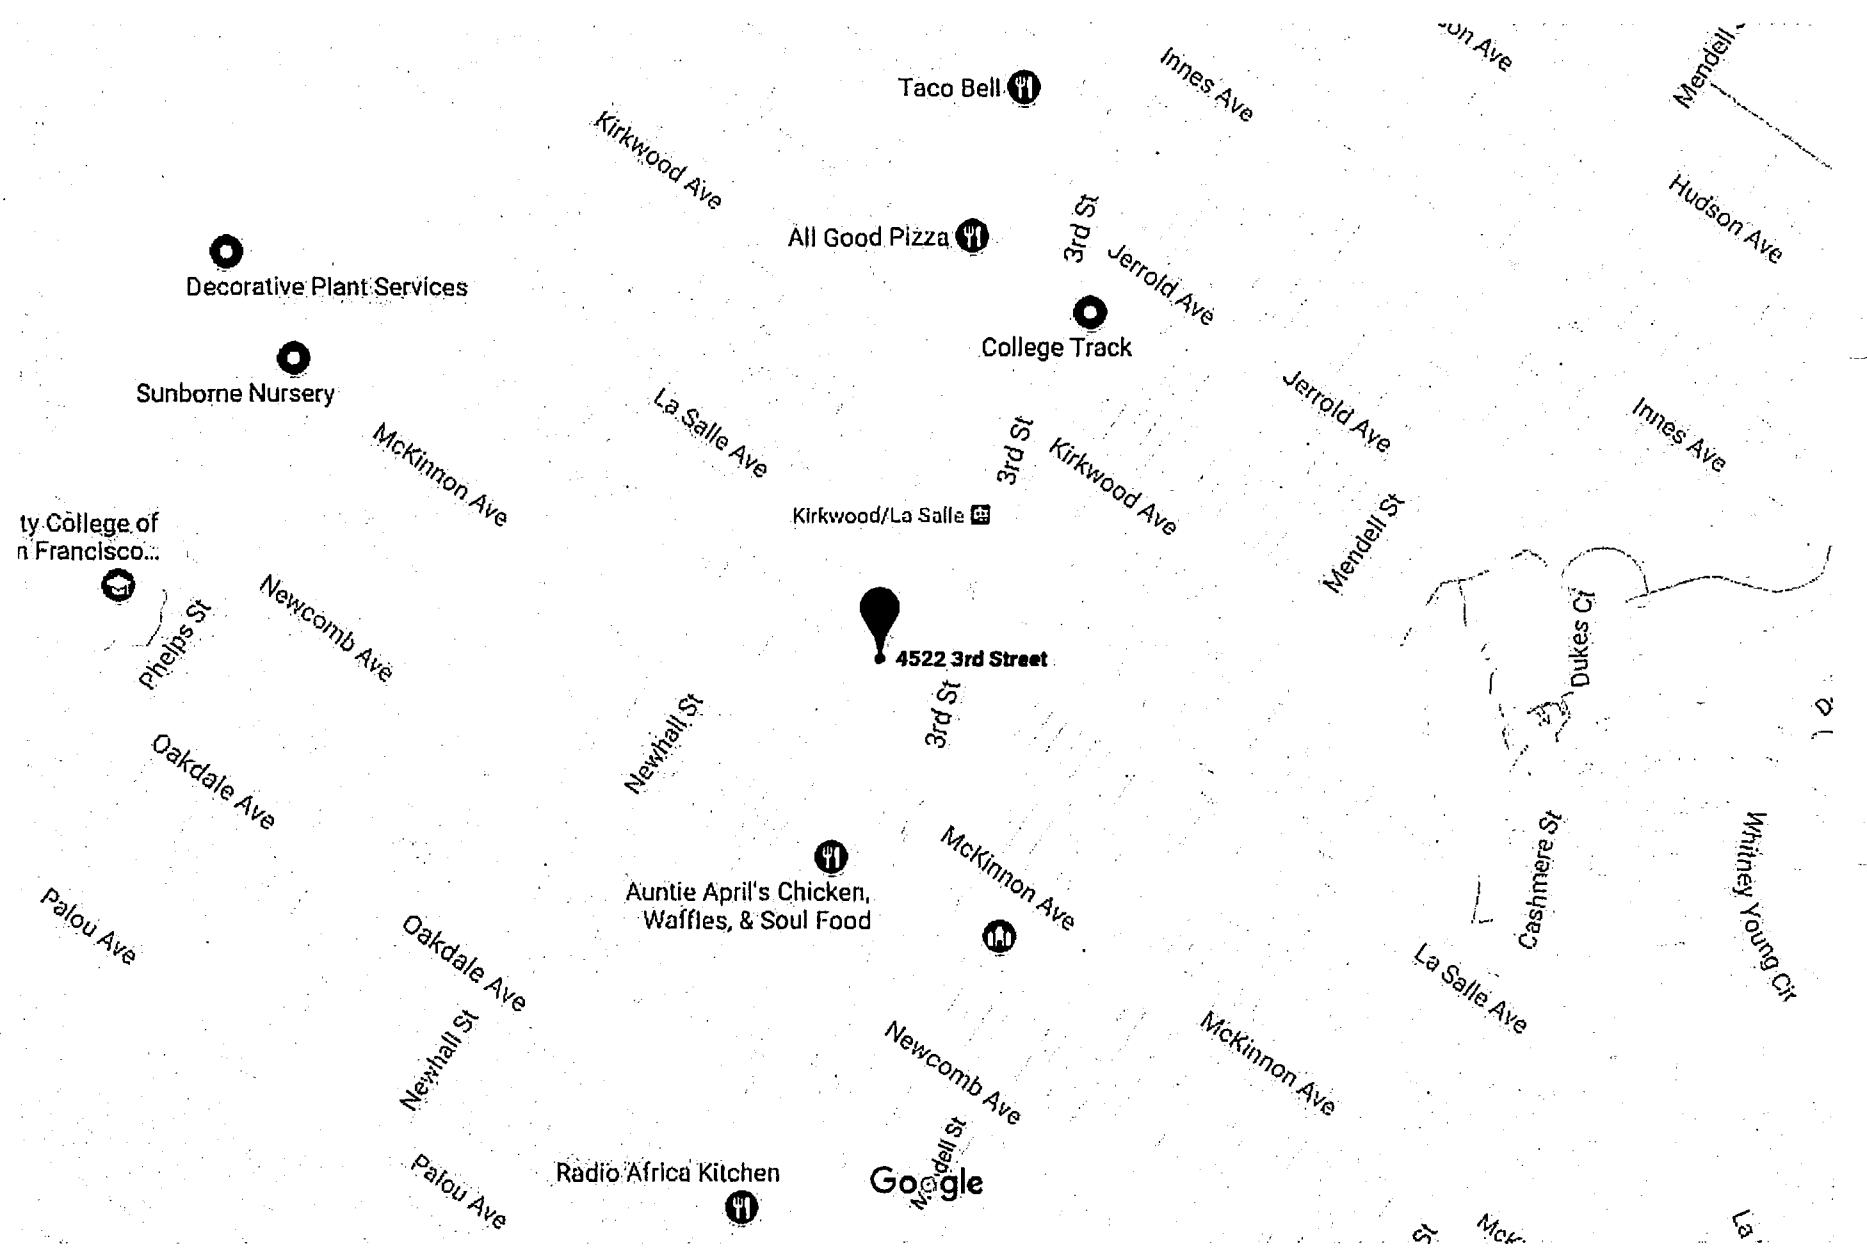 son Ave
Mendell
Innes Ave
Taco Bell
Kirkwood Ave
Hudson Ave
3rd St
All Good Pizza
Jerrold Ave
Decorative Plant Services
College Track
Sunborne Nursery
Jerrold Ave
La Salle Ave
Innes Ave
McKinnon Ave
3rd St
Kirkwood Ave
Kirkwood/La Salle
Mendell St
ty College of
n Francisco...
Newcomb Ave
Phelps St
Dukes Ct
4522 3rd Street
3rd St
Newhall St
Oakdale Ave
McKinnon Ave
Cashmere St
Whitney Young Cir
Auntie April's Chicken,
Waffles, & Soul Food
Palou Ave
Oakdale Ave
La Salle Ave
Newhall St
McKinnon Ave
Newcomb Ave
Radio Africa Kitchen
Google
Palou Ave
St
McK
La